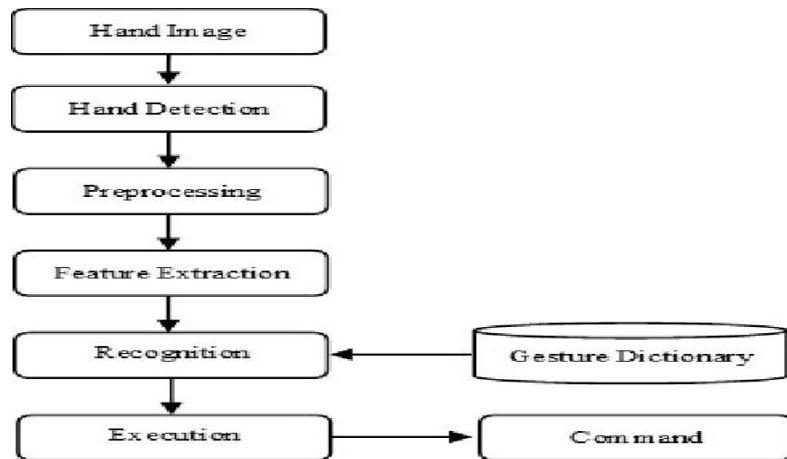 Hand Image
Hand Detection
Preprocessing
Feature Extraction
Recognition
Gesture Dictionary
Execution
Command